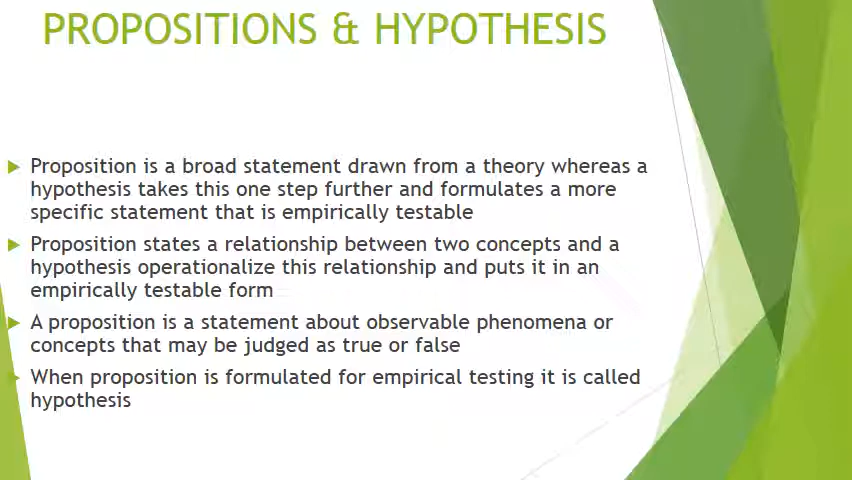 PROPOSITIONS & HYPOTHESIS
Proposition is a broad statement drawn from a theory whereas a
hypothesis takes this one step further and formulates a more
specific statement that is empirically testable
Proposition states a relationship between two concepts and a
hypothesis operationalize this relationship and puts it in an
empirically testable form
A proposition is a statement about observable phenomena or
concepts that may be judged as true or false
When proposition is formulated for empirical testing it is called
hypothesis